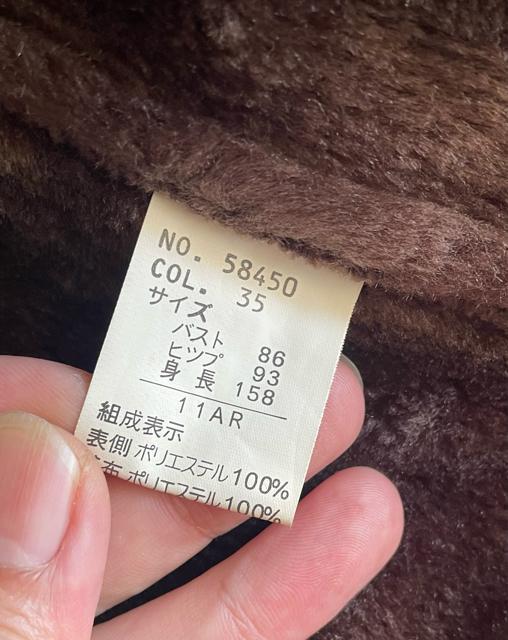 NO. 58450
COL. 35
サイズ
バスト 86
ヒップ 93
身長 158
11AR
組成表示
表側 ポリエステル100%
布 ポリエステル100%